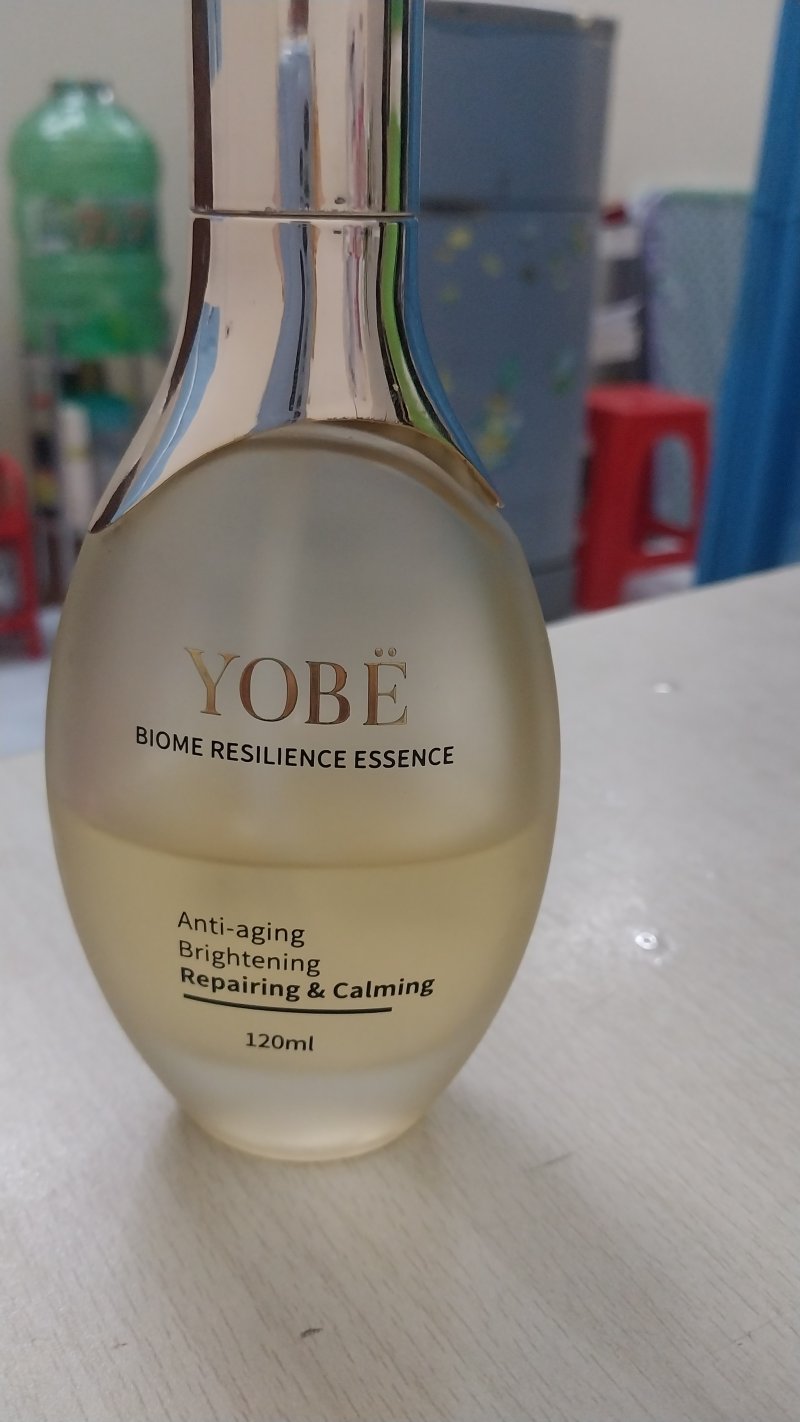 YOBË
BIOME RESILIENCE ESSENCE
Anti-aging
Brightening
Repairing & Calming
120ml